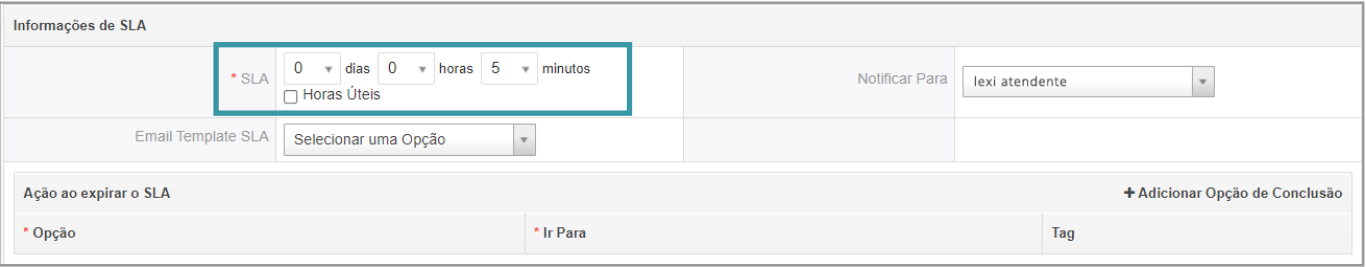 Informações de SLA
* SLA 0 dias 0 horas 5 minutos
Horas Úteis
Notificar Para lexi atendente
Email Template SLA Selecionar uma Opção
Ação ao expirar o SLA + Adicionar Opção de Conclusão
* Opção * Ir Para Tag